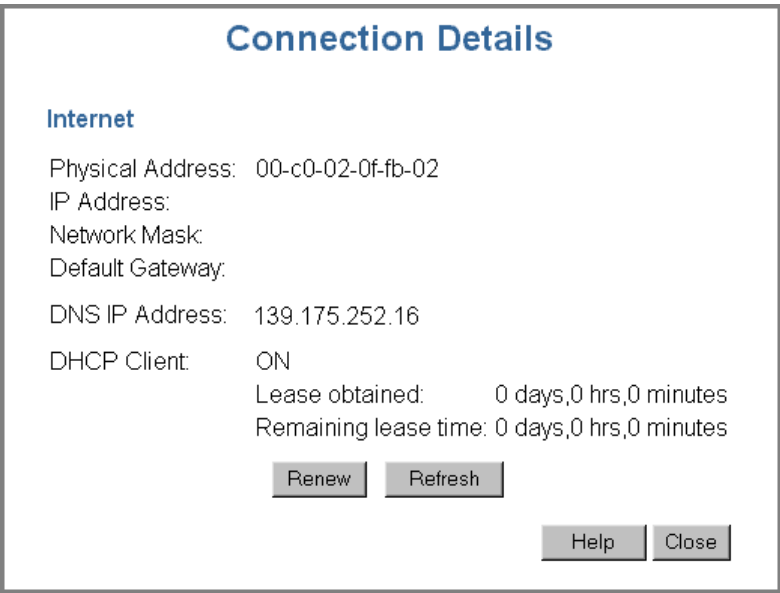 Connection Details
Internet
Physical Address: 00-c0-02-0f-fb-02
IP Address:
Network Mask:
Default Gateway:
DNS IP Address: 139.175.252.16
DHCP Client: ON
Lease obtained: 0 days,0 hrs,0 minutes
Remaining lease time: 0 days,0 hrs,0 minutes
Renew Refresh
Help Close